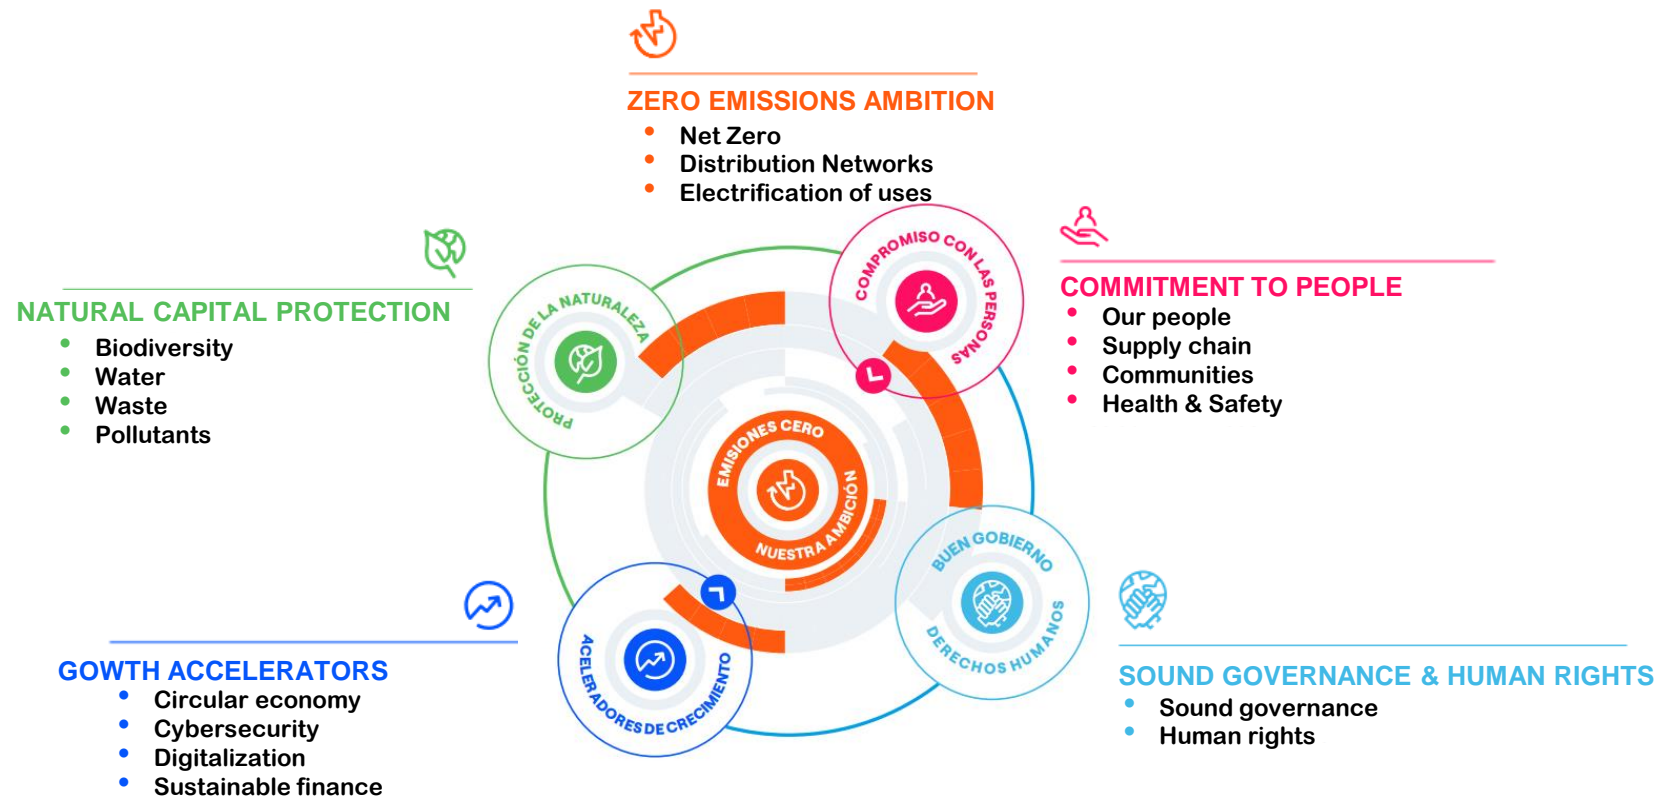 ZERO EMISSIONS AMBITION
• Net Zero
• Distribution Networks
• Electrification of uses
NATURAL CAPITAL PROTECTION
• Biodiversity
• Water
• Waste
• Pollutants
COMMITMENT TO PEOPLE
• Our people
• Supply chain
• Communities
• Health & Safety
PROTECCIÓN DE LA NATURALEZA
COMPROMISO CON LAS PERSONAS
EMISIONES CERO
NUESTRA AMBICIÓN
BUEN GOBIERNO
DERECHOS HUMANOS
ACELERADORES DE CRECIMIENTO
GOWTH ACCELERATORS
• Circular economy
• Cybersecurity
• Digitalization
• Sustainable finance
SOUND GOVERNANCE & HUMAN RIGHTS
• Sound governance
• Human rights